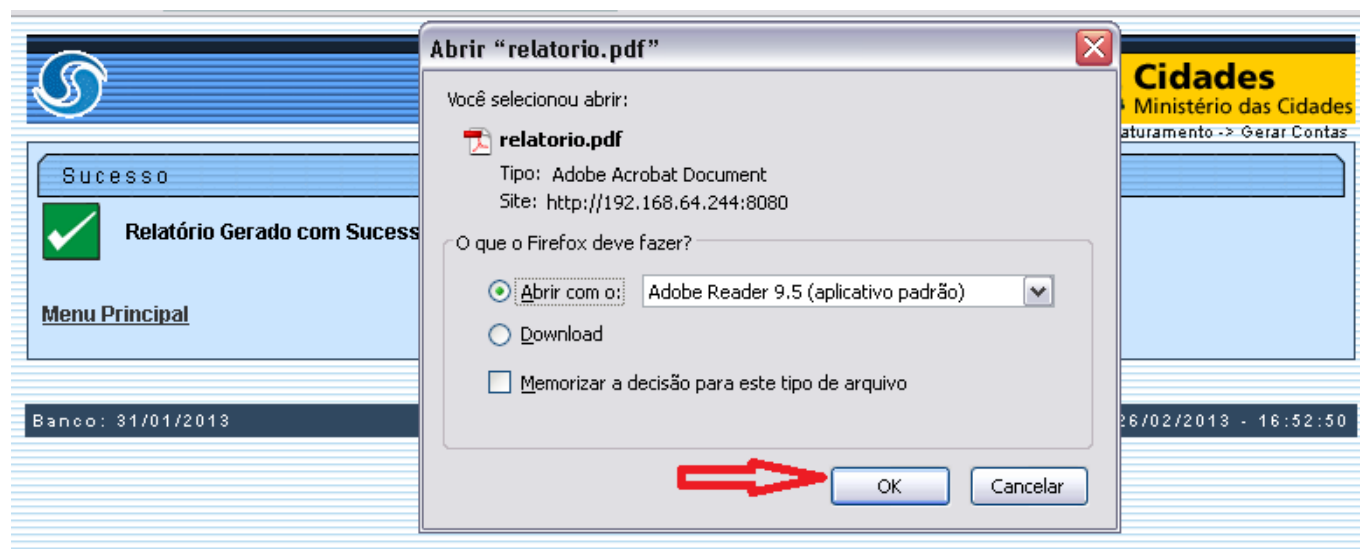 Abrir “relatorio.pdf”
Cidades
Ministério das Cidades
aturamento -> Gerar Contas
Você selecionou abrir:
relatorio.pdf
Tipo: Adobe Acrobat Document
Site: http://192.168.64.244:8080
Sucesso
Relatório Gerado com Sucess
Menu Principal
O que o Firefox deve fazer?
Abrir com o: Adobe Reader 9.5 (aplicativo padrão)
Download
Memorizar a decisão para este tipo de arquivo
OK Cancelar
Banco: 31/01/2013
26/02/2013 - 16:52:50